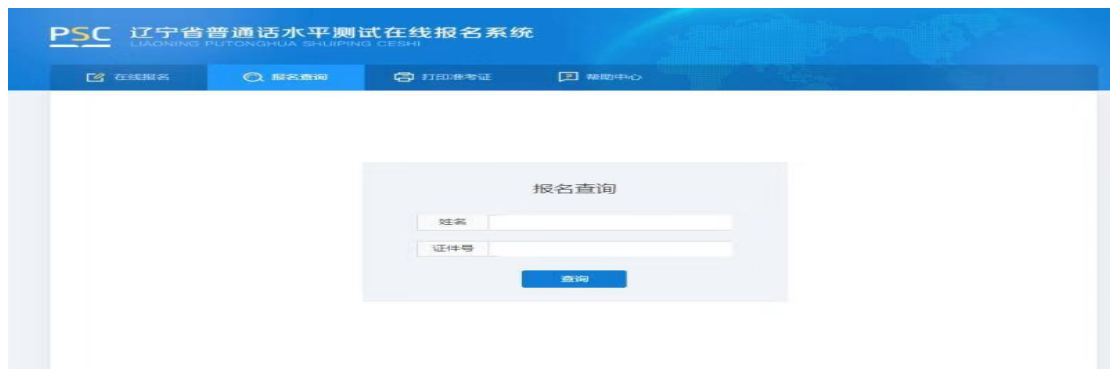 PSC 辽宁省普通话水平测试在线报名系统
LIAONING PUTONGHUA SHUIPING CESHI
在线报名 报名查询 打印准考证 帮助中心
报名查询
姓名
证件号
查询